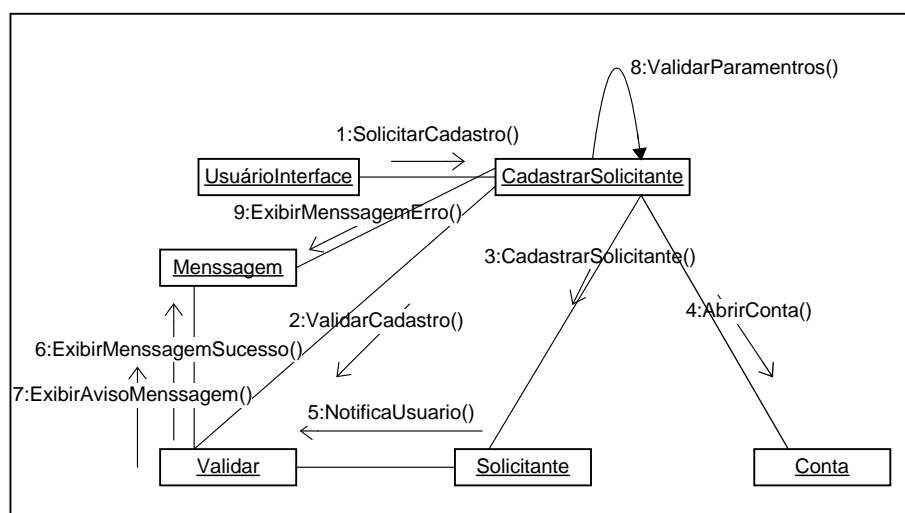 8:ValidarParamentros()
1:SolicitarCadastro()
UsuárioInterface
CadastrarSolicitante
9:ExibirMenssagemErro()
Menssagem
3:CadastrarSolicitante()
2:ValidarCadastro()
4:AbrirConta()
6:ExibirMenssagemSucesso()
7:ExibirAvisoMenssagem()
5:NotificaUsuario()
Validar
Solicitante
Conta